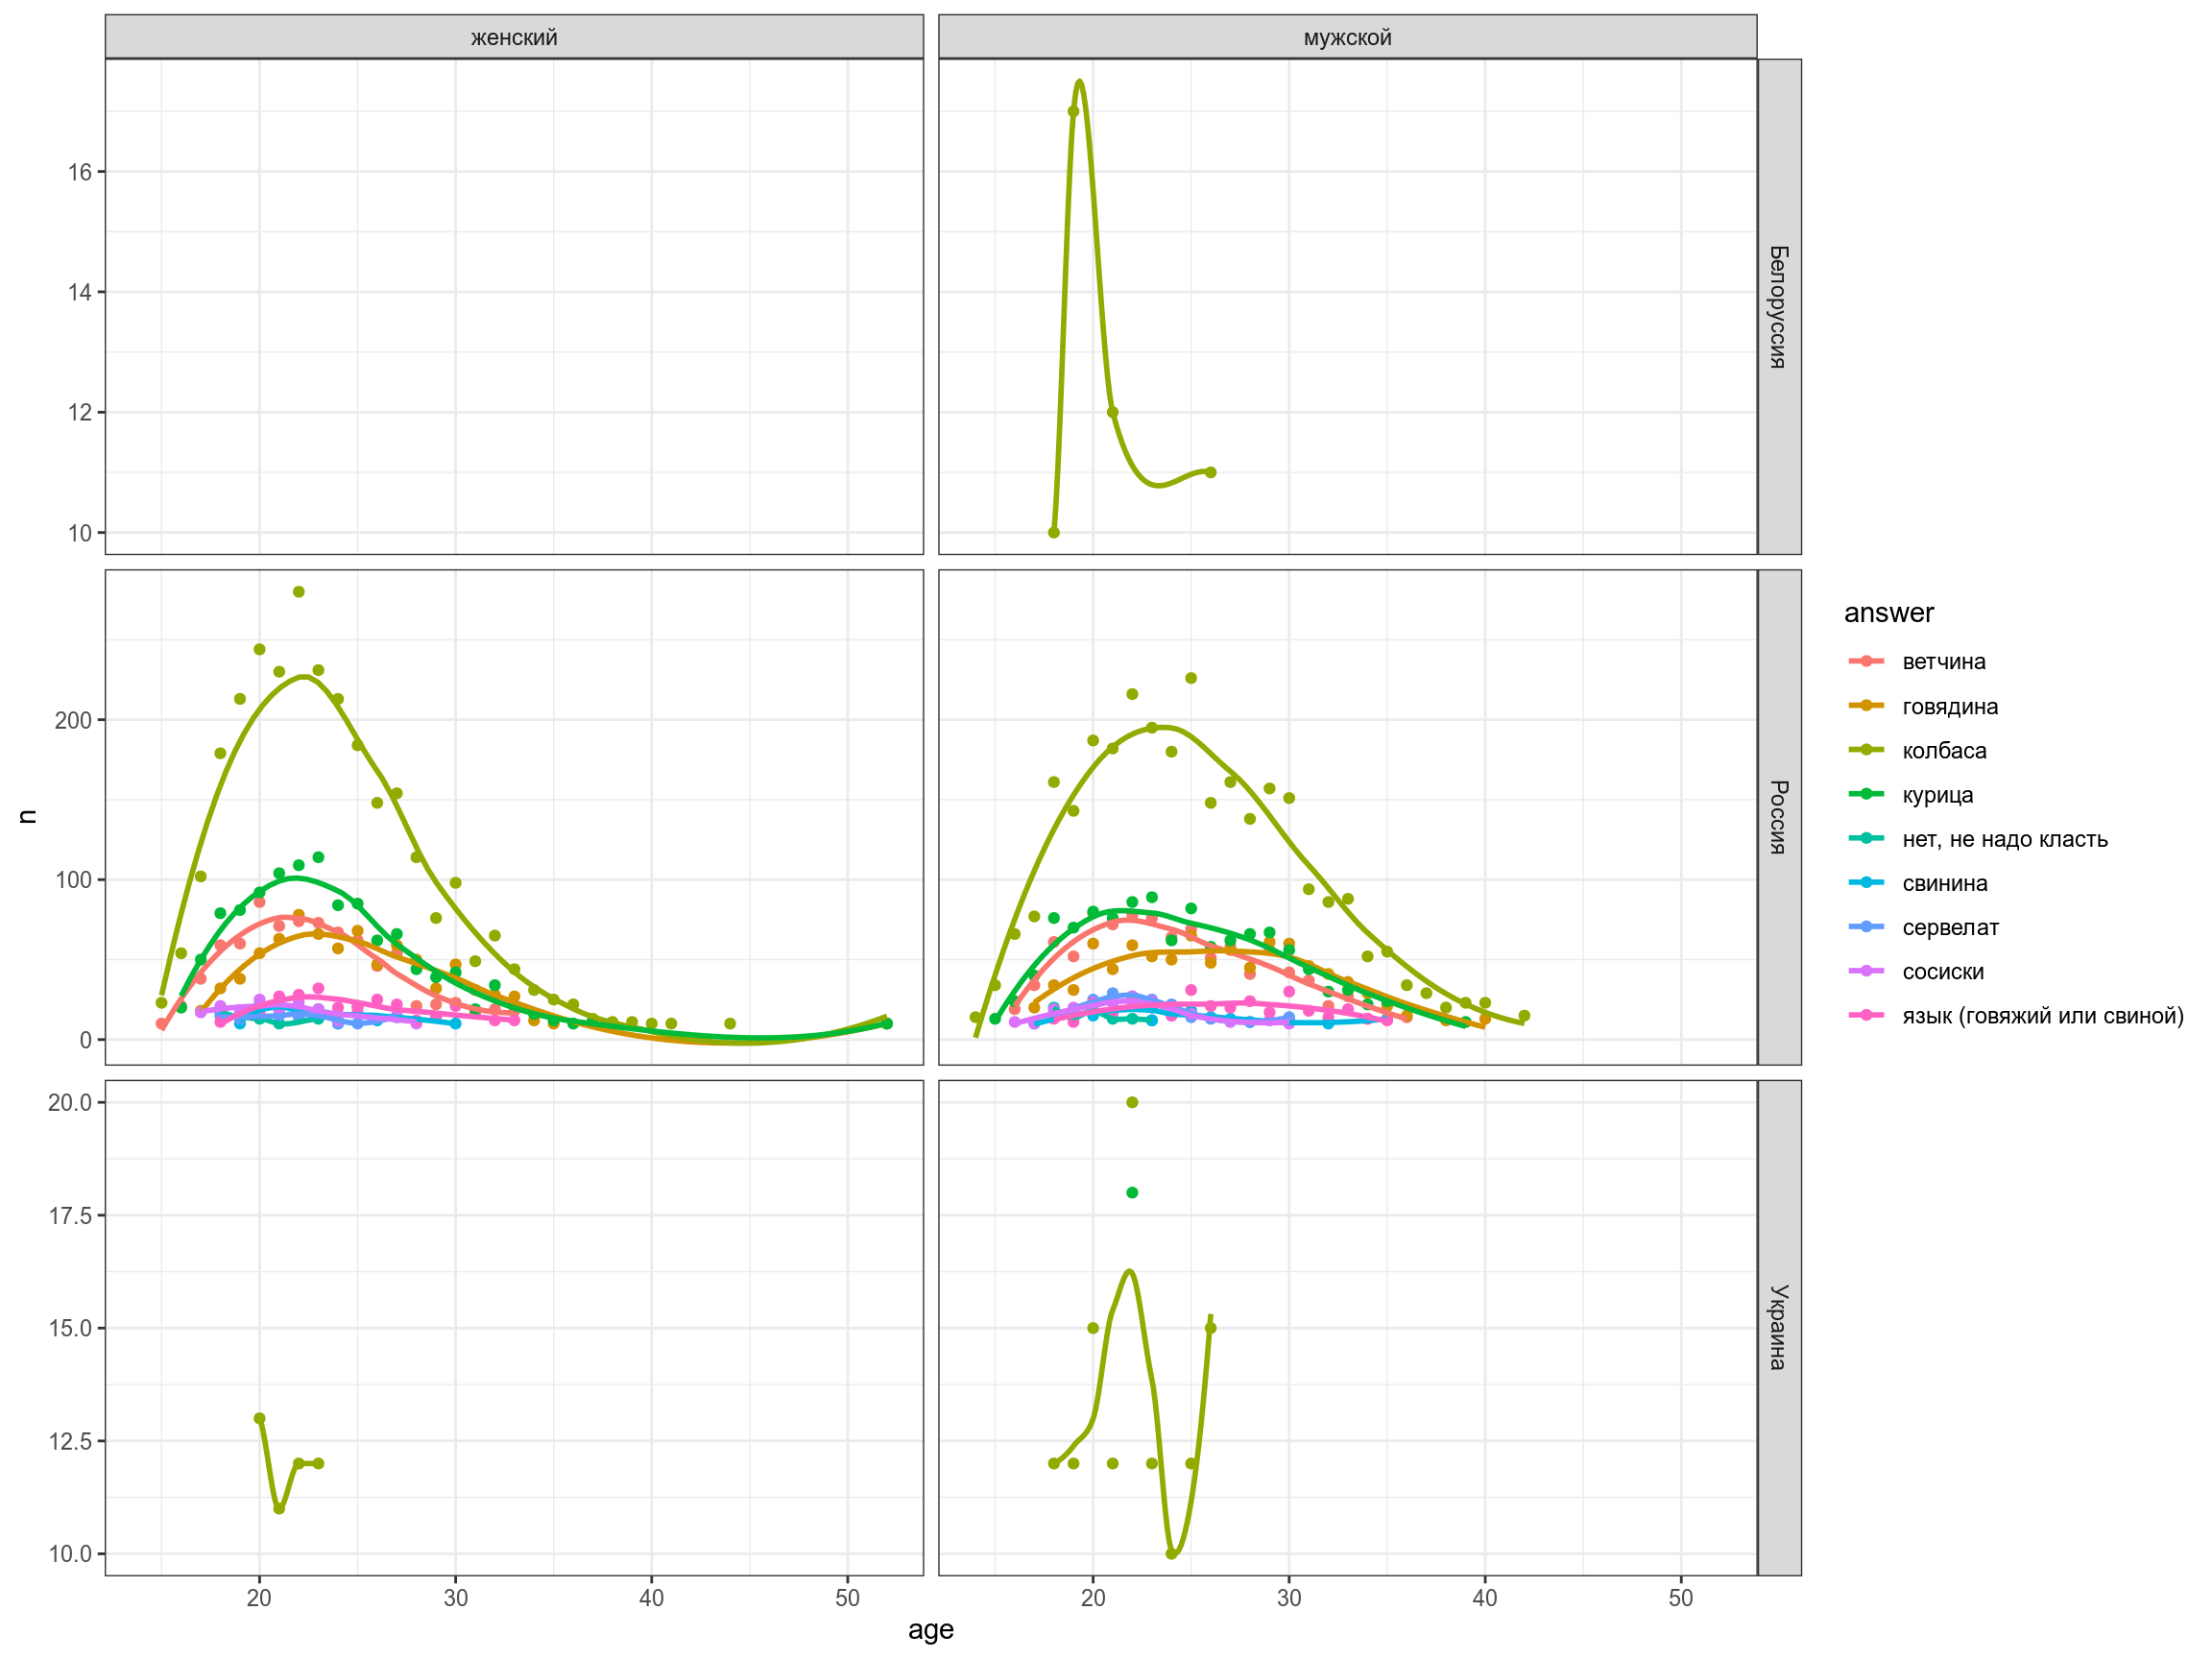 женский
мужской
16
14
12
10
Белоруссия
200
100
0
Россия
20.0
17.5
15.0
12.5
10.0
Украина
20 30 40 50
20 30 40 50
age
n
answer
ветчина
говядина
колбаса
курица
нет, не надо класть
свинина
сервелат
сосиски
язык (говяжий или свиной)